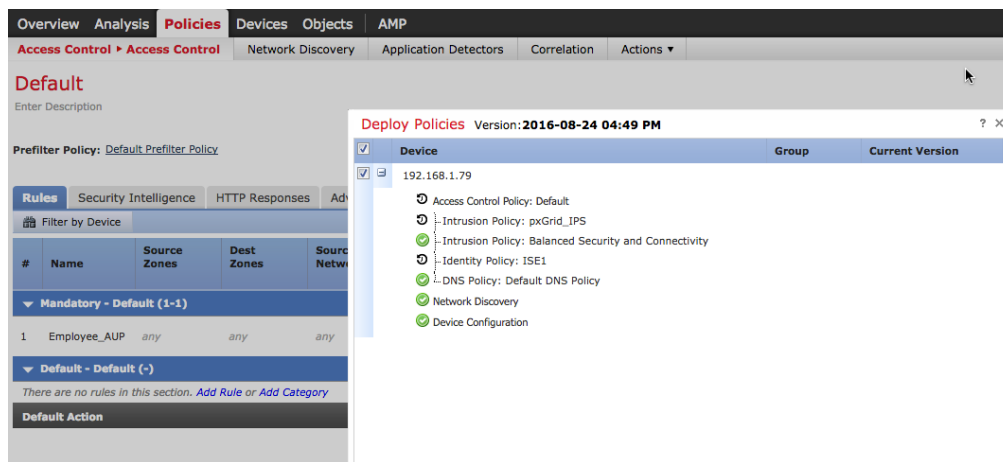 Overview Analysis Policies Devices Objects AMP
Access Control ▸ Access Control Network Discovery Application Detectors Correlation Actions ▼
Default
Enter Description
Prefilter Policy: Default Prefilter Policy
Rules Security Intelligence HTTP Responses Adv
Filter by Device
# Name Source Zones Dest Zones Sourc Netwo
Mandatory - Default (1-1)
1 Employee_AUP any any any
Default - Default (-)
There are no rules in this section. Add Rule or Add Category
Default Action
Deploy Policies Version:2016-08-24 04:49 PM ? ×
Device Group Current Version
192.168.1.79
Access Control Policy: Default
Intrusion Policy: pxGrid_IPS
Intrusion Policy: Balanced Security and Connectivity
Identity Policy: ISE1
DNS Policy: Default DNS Policy
Network Discovery
Device Configuration